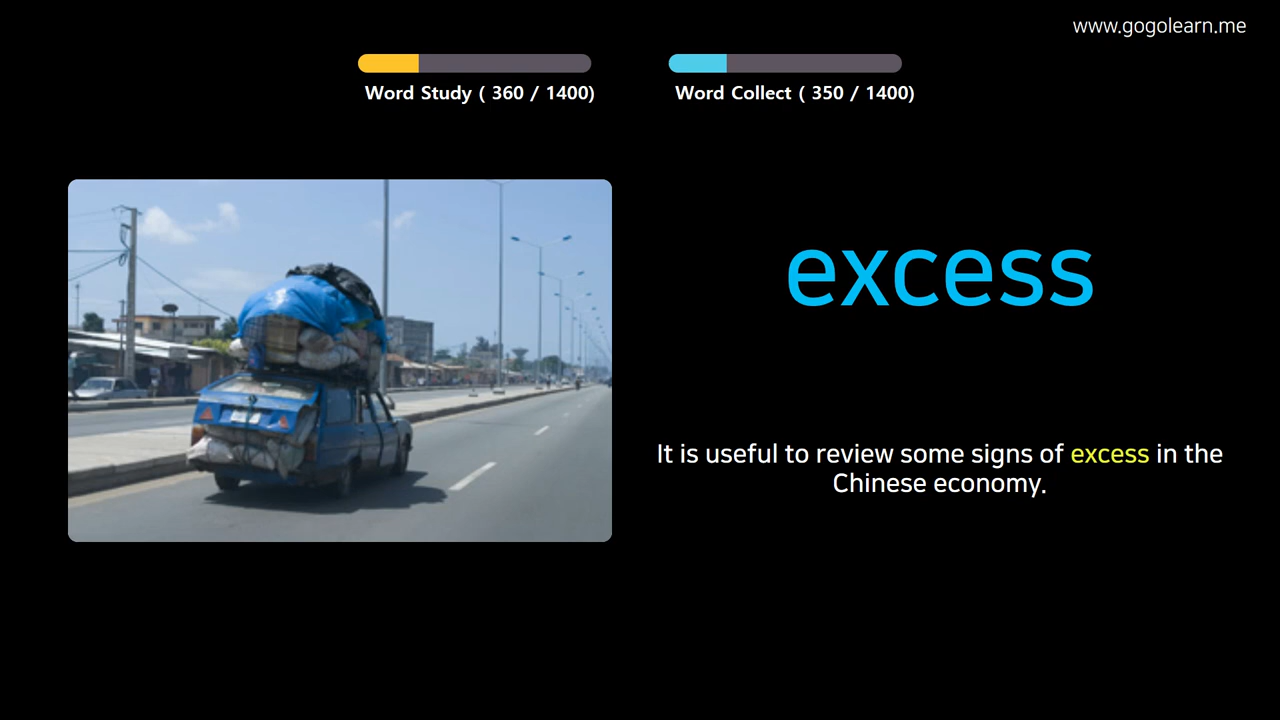 www.gogolearn.me
Word Study ( 360 / 1400)
Word Collect ( 350 / 1400)
excess
It is useful to review some signs of excess in the
Chinese economy.